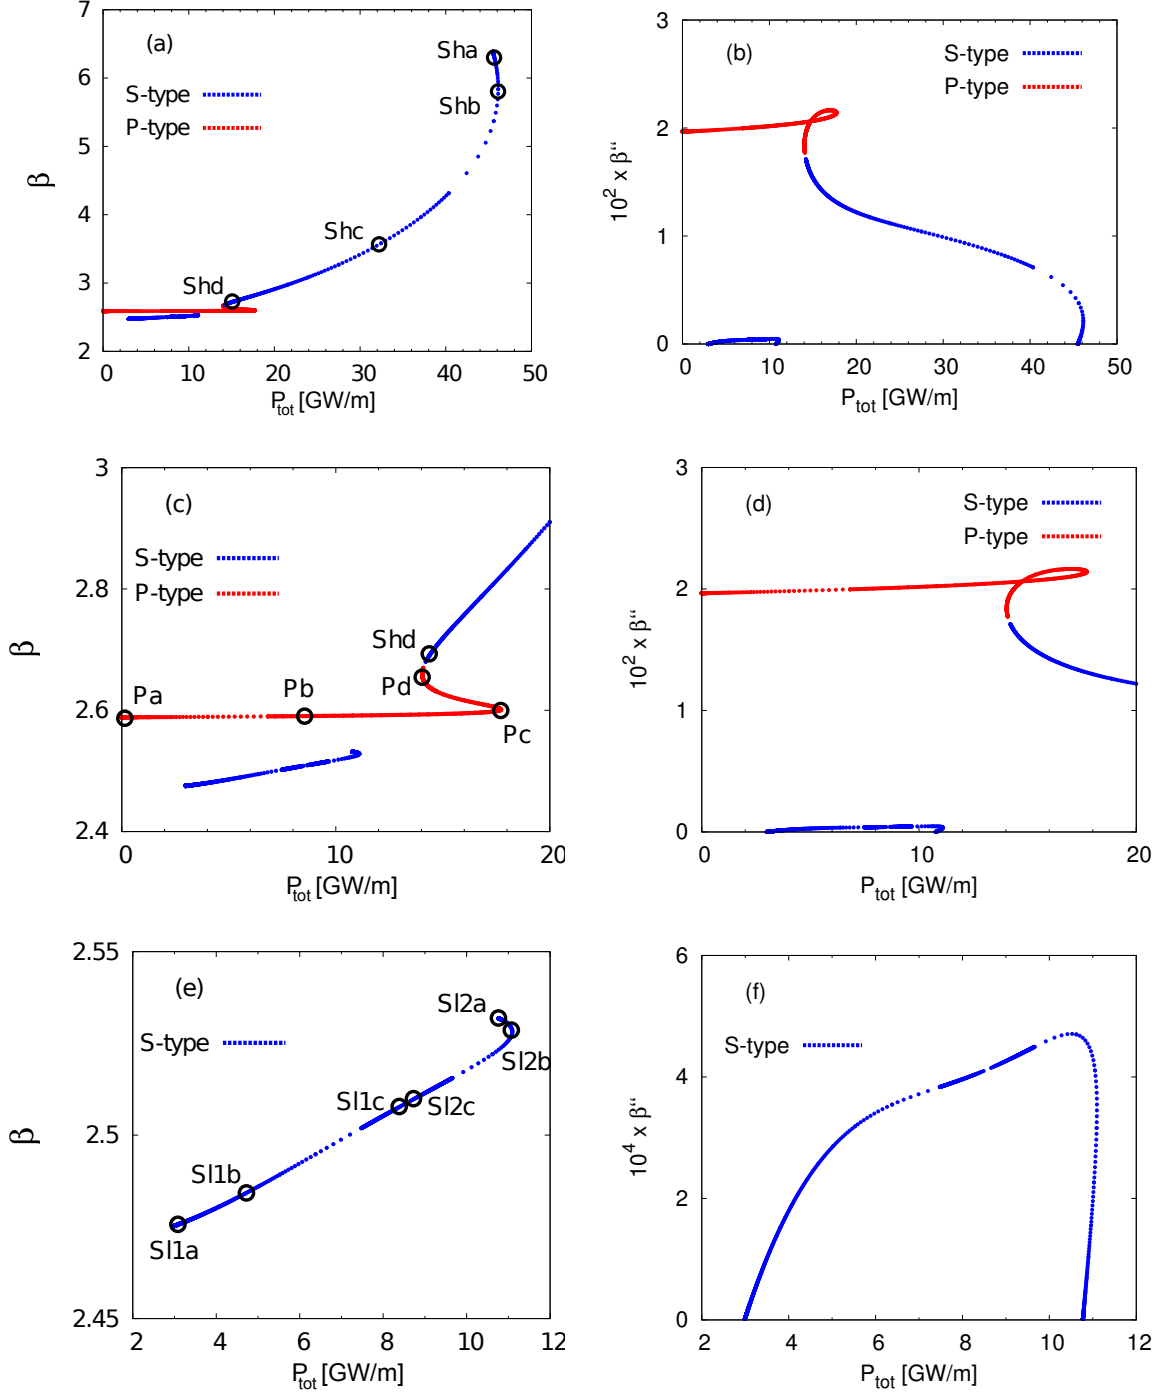 (a)
S-type
P-type
Sha
Shb
Shc
Shd
β
7
6
5
4
3
2
0 10 20 30 40 50
P_tot [GW/m]
(b)
S-type
P-type
10^2 x β“
3
2
1
0
0 10 20 30 40 50
P_tot [GW/m]
(c)
S-type
P-type
Shd
Pd
Pa
Pb
Pc
β
3
2.8
2.6
2.4
0 10 20
P_tot [GW/m]
(d)
S-type
P-type
10^2 x β“
3
2
1
0
0 10 20
P_tot [GW/m]
(e)
S-type
Sl2a
Sl2b
Sl1c
Sl2c
Sl1b
Sl1a
β
2.55
2.5
2.45
2 4 6 8 10 12
P_tot [GW/m]
(f)
S-type
10^4 x β“
6
4
2
0
2 4 6 8 10 12
P_tot [GW/m]